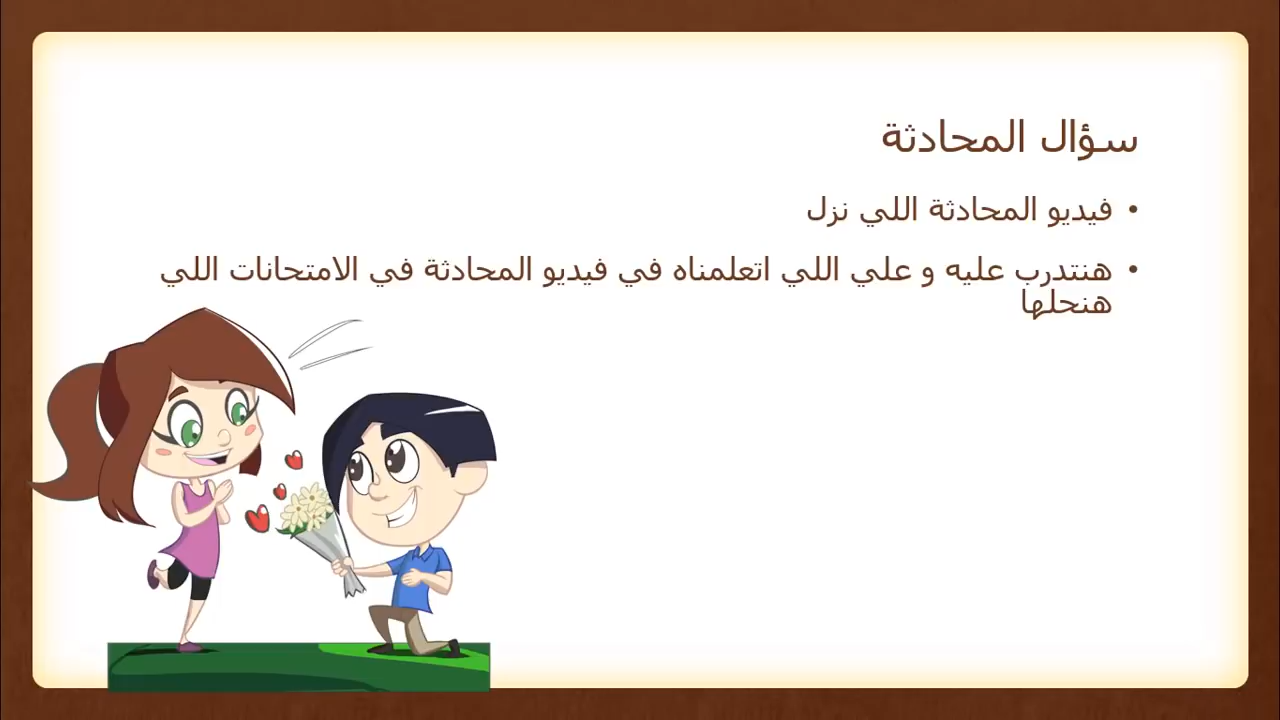 سؤال المحادثة
• فيديو المحادثة اللي نزل
• هنتدرب عليه و علي اللي اتعلمناه في فيديو المحادثة في الامتحانات اللي
هنحلها